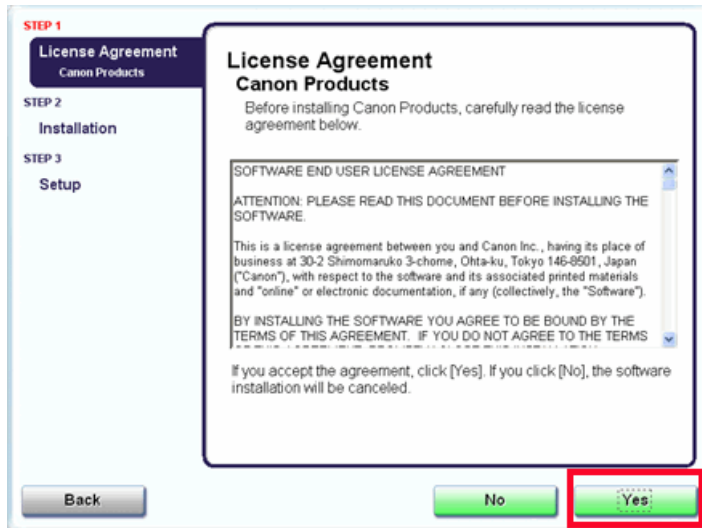 STEP 1
License Agreement
Canon Products
STEP 2
Installation
STEP 3
Setup
License Agreement
Canon Products
Before installing Canon Products, carefully read the license
agreement below.
SOFTWARE END USER LICENSE AGREEMENT
ATTENTION: PLEASE READ THIS DOCUMENT BEFORE INSTALLING THE
SOFTWARE.
This is a license agreement between you and Canon Inc., having its place of
business at 30-2 Shimomaruko 3-chome, Ohta-ku, Tokyo 146-8501, Japan
("Canon"), with respect to the software and its associated printed materials
and "online" or electronic documentation, if any (collectively, the "Software").
BY INSTALLING THE SOFTWARE YOU AGREE TO BE BOUND BY THE
TERMS OF THIS AGREEMENT. IF YOU DO NOT AGREE TO THE TERMS
If you accept the agreement, click [Yes]. If you click [No], the software
installation will be canceled.
Back
No
Yes